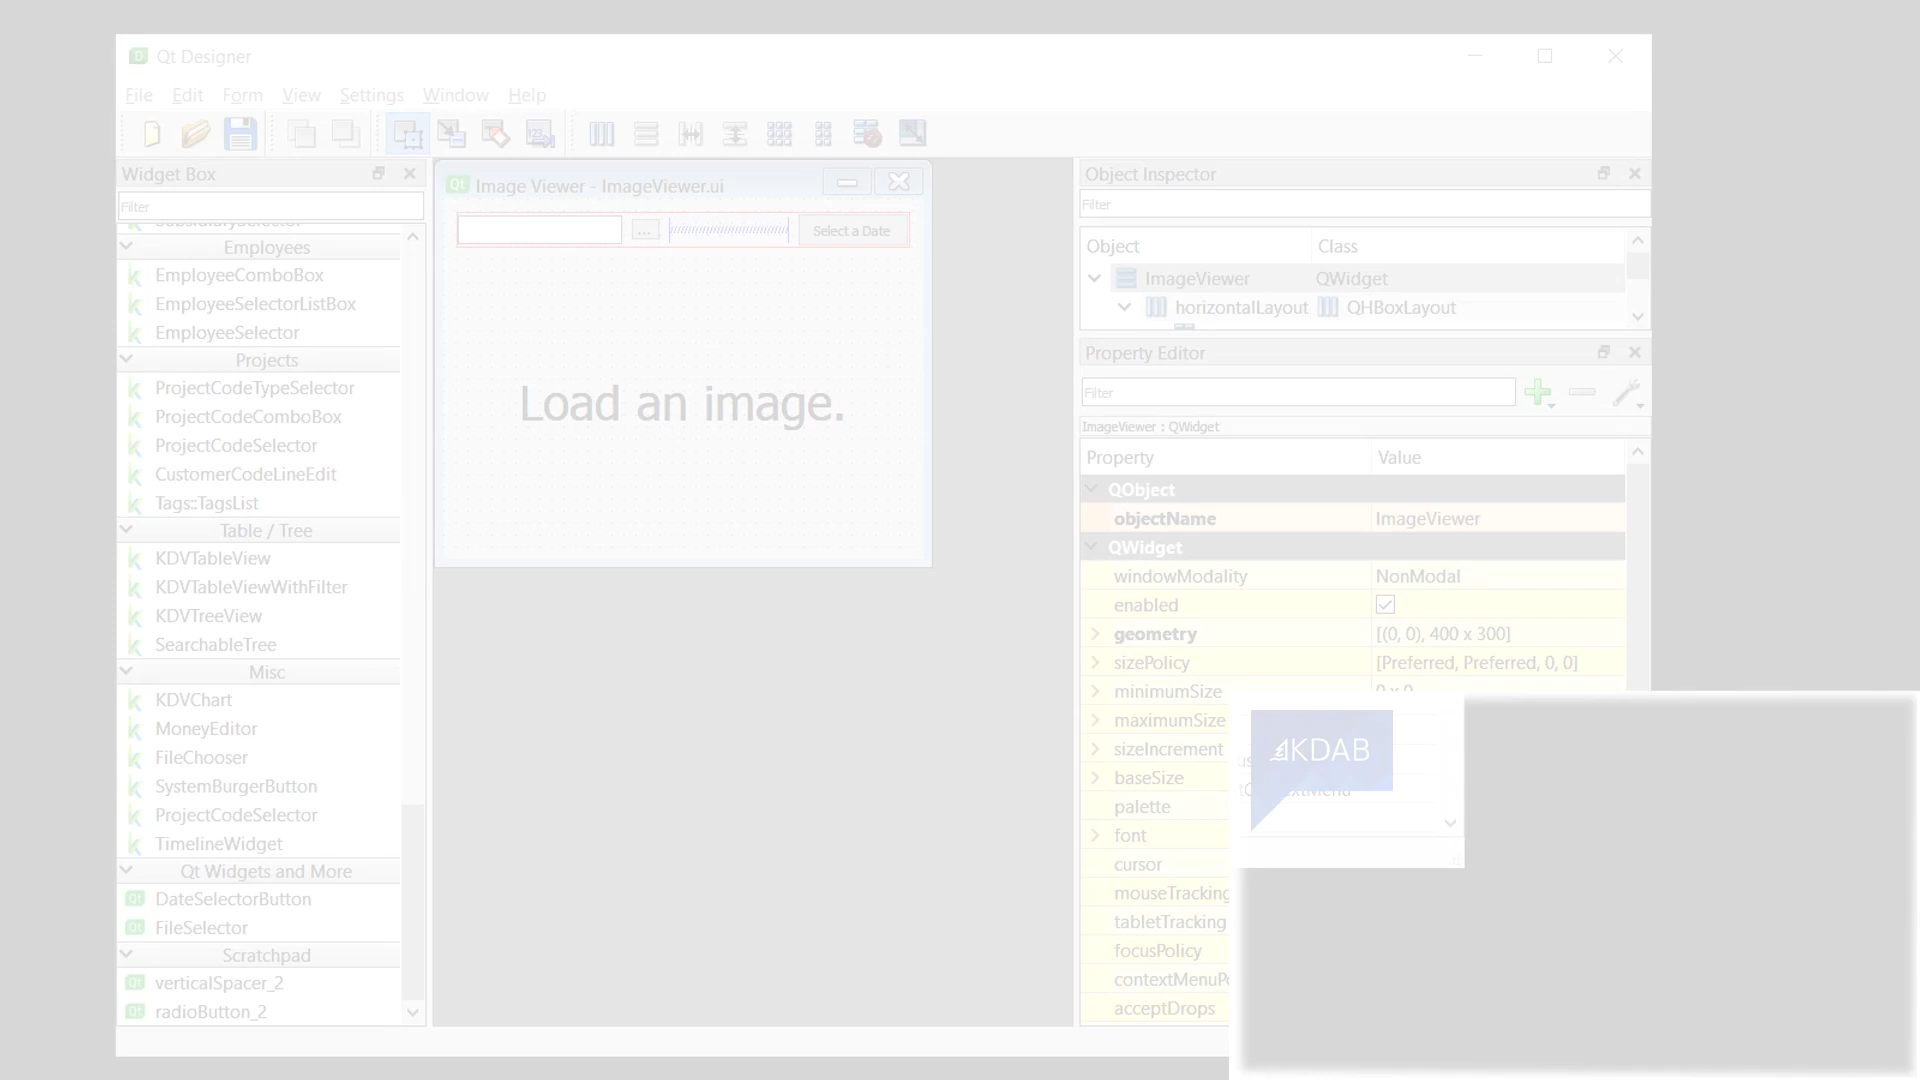 Qt Designer
File Edit Form View Settings Window Help
Widget Box
Filter
Employees
EmployeeComboBox
EmployeeSelectorListBox
EmployeeSelector
Projects
ProjectCodeTypeSelector
ProjectCodeComboBox
ProjectCodeSelector
CustomerCodeLineEdit
Tags::TagsList
Table / Tree
KDVTableView
KDVTableViewWithFilter
KDVTreeView
SearchableTree
Misc
KDVChart
MoneyEditor
FileChooser
SystemBurgerButton
ProjectCodeSelector
TimelineWidget
Qt Widgets and More
DateSelectorButton
FileSelector
Scratchpad
verticalSpacer_2
radioButton_2
Image Viewer - ImageViewer.ui
... Select a Date
Load an image.
Object Inspector
Filter
Object Class
ImageViewer QWidget
horizontalLayout QHBoxLayout
Property Editor
Filter
ImageViewer : QWidget
Property Value
QObject
objectName ImageViewer
QWidget
windowModality NonModal
enabled
geometry [(0, 0), 400 x 300]
sizePolicy [Preferred, Preferred, 0, 0]
minimumSize 0 x 0
maximumSize
sizeIncrement
baseSize
palette
font
cursor
mouseTracking
tabletTracking
focusPolicy
contextMenuPo
acceptDrops
KDAB